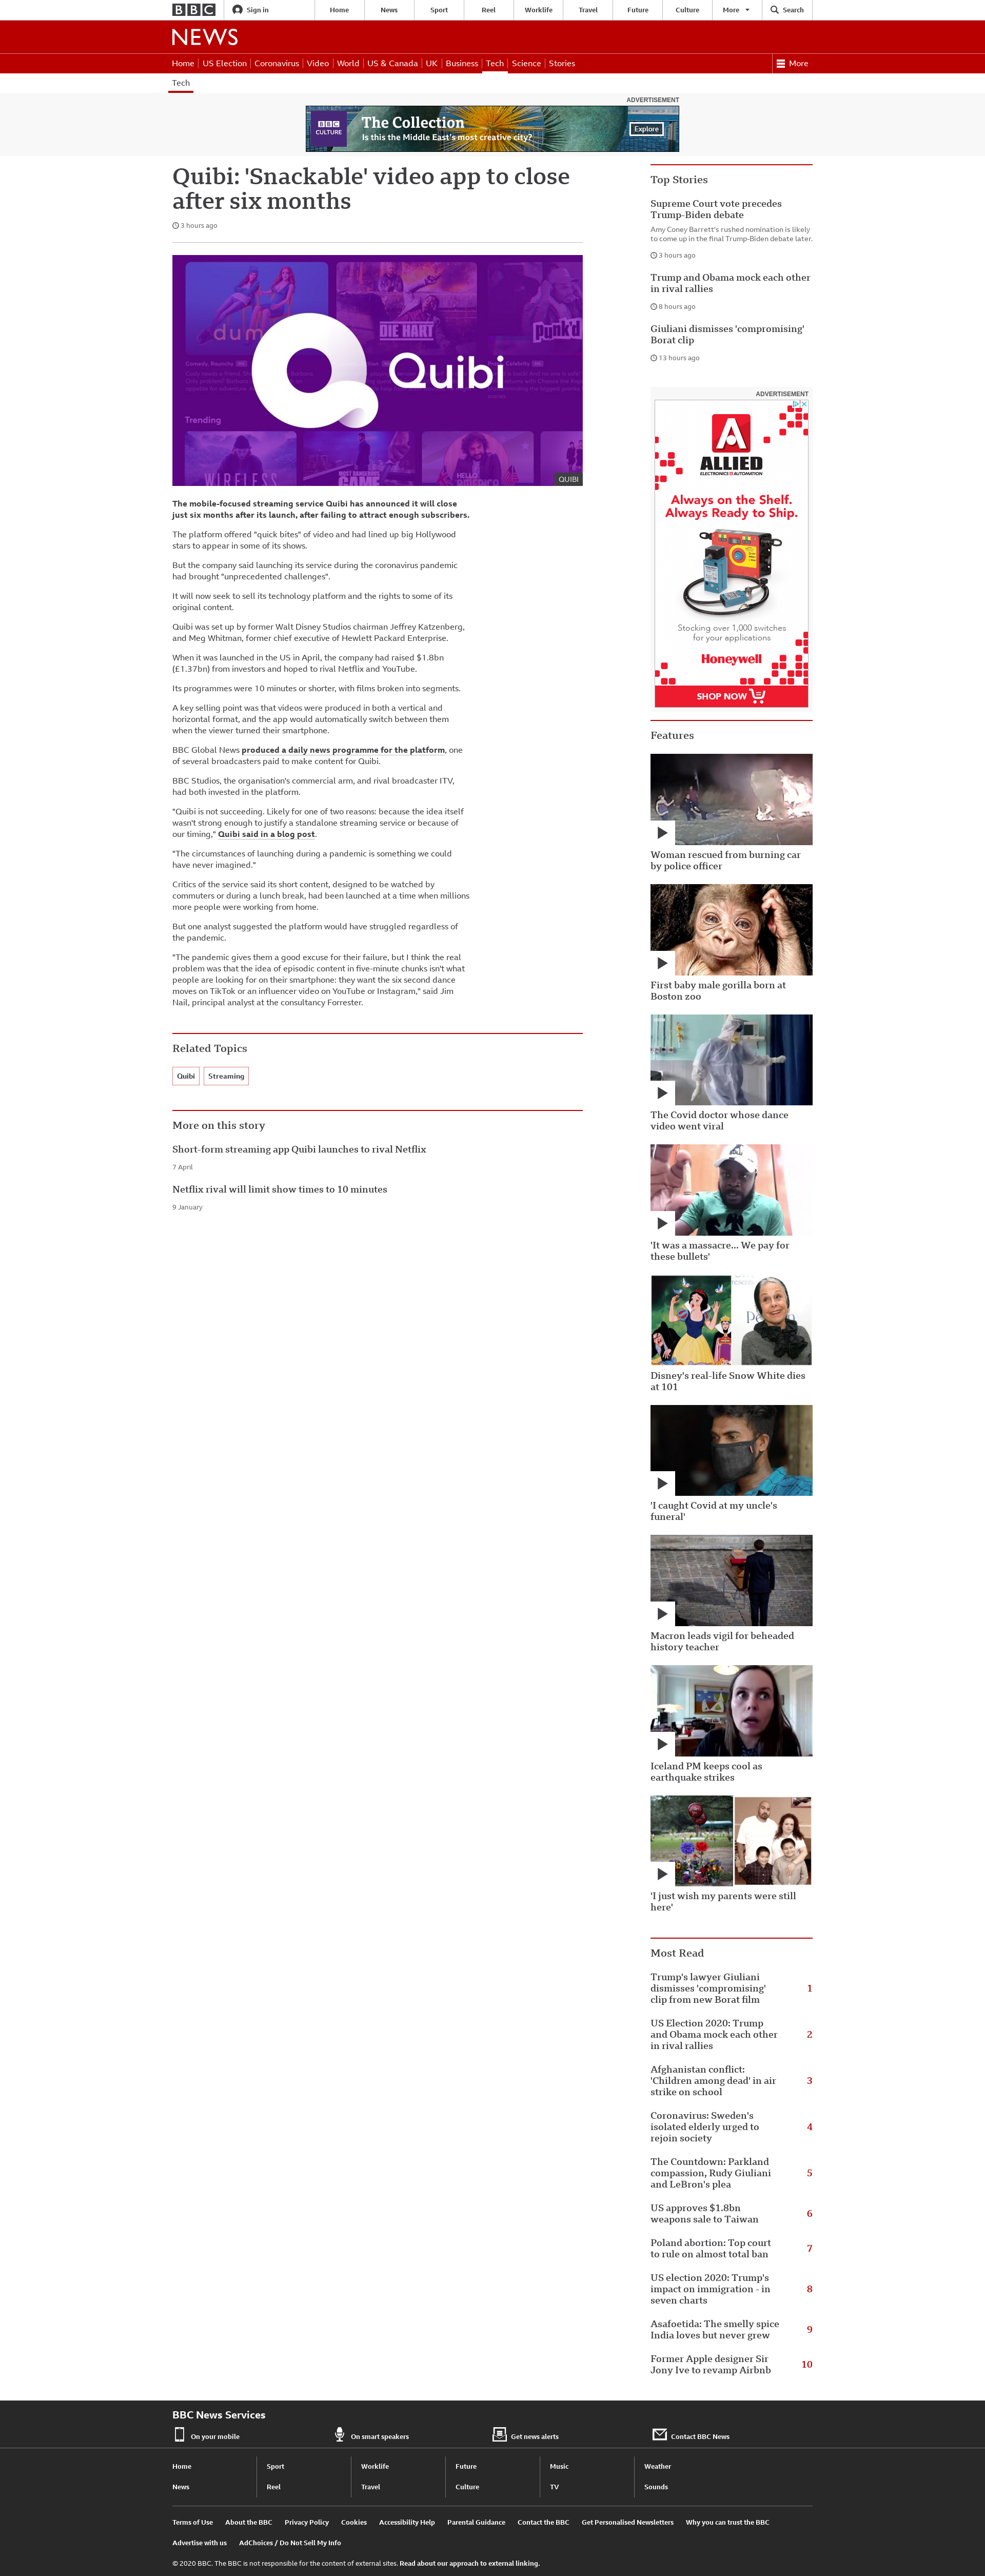 BBC
Sign in
Home
News
Sport
Reel
Worklife
Travel
Future
Culture
More
Search
NEWS
Home
US Election
Coronavirus
Video
World
US & Canada
UK
Business
Tech
Science
Stories
More
Tech
ADVERTISEMENT
BBC
CULTURE
The Collection
Is this the Middle East's most creative city?
Explore
Quibi: 'Snackable' video app to close
after six months
3 hours ago
dum
DIE HART
punk'd
Trending
Quibi
WIRELESS
MOST DANGEROUS
GAME
HELLO
QUIBI
The mobile-focused streaming service Quibi has announced it will close
just six months after its launch, after failing to attract enough subscribers.
The platform offered "quick bites" of video and had lined up big Hollywood
stars to appear in some of its shows.
But the company said launching its service during the coronavirus pandemic
had brought "unprecedented challenges".
It will now seek to sell its technology platform and the rights to some of its
original content.
Quibi was set up by former Walt Disney Studios chairman Jeffrey Katzenberg,
and Meg Whitman, former chief executive of Hewlett Packard Enterprise.
When it was launched in the US in April, the company had raised $1.8bn
(£1.37bn) from investors and hoped to rival Netflix and YouTube.
Its programmes were 10 minutes or shorter, with films broken into segments.
A key selling point was that videos were produced in both a vertical and
horizontal format, and the app would automatically switch between them
when the viewer turned their smartphone.
BBC Global News produced a daily news programme for the platform, one
of several broadcasters paid to make content for Quibi.
BBC Studios, the organisation's commercial arm, and rival broadcaster ITV,
had both invested in the platform.
"Quibi is not succeeding. Likely for one of two reasons: because the idea itself
wasn't strong enough to justify a standalone streaming service or because of
our timing," Quibi said in a blog post.
"The circumstances of launching during a pandemic is something we could
have never imagined."
Critics of the service said its short content, designed to be watched by
commuters or during a lunch break, had been launched at a time when millions
more people were working from home.
But one analyst suggested the platform would have struggled regardless of
the pandemic.
"The pandemic gives them a good excuse for their failure, but I think the real
problem was that the idea of episodic content in five-minute chunks isn't what
people are looking for on their smartphone: they want the six second dance
moves on TikTok or an influencer video on YouTube or Instagram," said Jim
Nail, principal analyst at the consultancy Forrester.
Related Topics
Quibi
Streaming
More on this story
Short-form streaming app Quibi launches to rival Netflix
7 April
Netflix rival will limit show times to 10 minutes
9 January
Top Stories
Supreme Court vote precedes
Trump-Biden debate
Amy Coney Barrett's rushed nomination is likely
to come up in the final Trump-Biden debate later.
3 hours ago
Trump and Obama mock each other
in rival rallies
8 hours ago
Giuliani dismisses 'compromising'
Borat clip
13 hours ago
ADVERTISEMENT
ALLIED
ELECTRONICS & AUTOMATION
Always on the Shelf.
Always Ready to Ship.
Stocking over 1,000 switches
for your applications
Honeywell
SHOP NOW
Features
Woman rescued from burning car
by police officer
First baby male gorilla born at
Boston zoo
The Covid doctor whose dance
video went viral
'It was a massacre... We pay for
these bullets'
Disney's real-life Snow White dies
at 101
'I caught Covid at my uncle's
funeral'
Macron leads vigil for beheaded
history teacher
Iceland PM keeps cool as
earthquake strikes
'I just wish my parents were still
here'
Most Read
Trump's lawyer Giuliani
dismisses 'compromising'
clip from new Borat film
1
US Election 2020: Trump
and Obama mock each other
in rival rallies
2
Afghanistan conflict:
'Children among dead' in air
strike on school
3
Coronavirus: Sweden's
isolated elderly urged to
rejoin society
4
The Countdown: Parkland
compassion, Rudy Giuliani
and LeBron's plea
5
US approves $1.8bn
weapons sale to Taiwan
6
Poland abortion: Top court
to rule on almost total ban
7
US election 2020: Trump's
impact on immigration - in
seven charts
8
Asafoetida: The smelly spice
India loves but never grew
9
Former Apple designer Sir
Jony Ive to revamp Airbnb
10
BBC News Services
On your mobile
On smart speakers
Get news alerts
Contact BBC News
Home
Sport
Worklife
Future
Music
Weather
News
Reel
Travel
Culture
TV
Sounds
Terms of Use
About the BBC
Privacy Policy
Cookies
Accessibility Help
Parental Guidance
Contact the BBC
Get Personalised Newsletters
Why you can trust the BBC
Advertise with us
AdChoices / Do Not Sell My Info
© 2020 BBC. The BBC is not responsible for the content of external sites. Read about our approach to external linking.